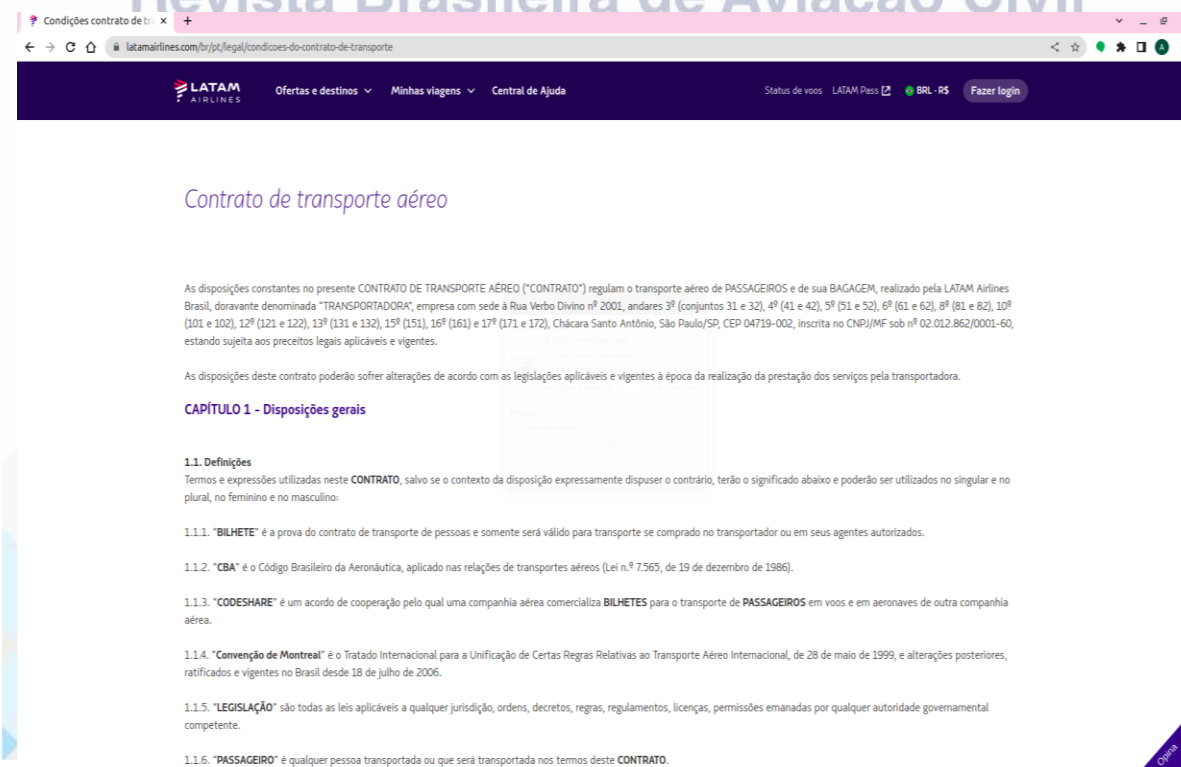 Revista Brasileira de Aviação Civil
Condições contrato de tr
latamairlines.com/br/pt/legal/condicoes-do-contrato-de-transporte
A
LATAM
AIRLINES
Ofertas e destinos
Minhas viagens
Central de Ajuda
Status de voos
LATAM Pass
BRL · R$
Fazer login
Contrato de transporte aéreo
As disposições constantes no presente CONTRATO DE TRANSPORTE AÉREO ("CONTRATO") regulam o transporte aéreo de PASSAGEIROS e de sua BAGAGEM, realizado pela LATAM Airlines
Brasil, doravante denominada "TRANSPORTADORA", empresa com sede à Rua Verbo Divino nº 2001, andares 3º (conjuntos 31 e 32), 4º (41 e 42), 5º (51 e 52), 6º (61 e 62), 8º (81 e 82), 10º
(101 e 102), 12º (121 e 122), 13º (131 e 132), 15º (151), 16º (161) e 17º (171 e 172), Chácara Santo Antônio, São Paulo/SP, CEP 04719-002, inscrita no CNPJ/MF sob nº 02.012.862/0001-60,
estando sujeita aos preceitos legais aplicáveis e vigentes.
As disposições deste contrato poderão sofrer alterações de acordo com as legislações aplicáveis e vigentes à época da realização da prestação dos serviços pela transportadora.
CAPÍTULO 1 - Disposições gerais
1.1. Definições
Termos e expressões utilizadas neste CONTRATO, salvo se o contexto da disposição expressamente dispuser o contrário, terão o significado abaixo e poderão ser utilizados no singular e no
plural, no feminino e no masculino:
1.1.1. "BILHETE" é a prova do contrato de transporte de pessoas e somente será válido para transporte se comprado no transportador ou em seus agentes autorizados.
1.1.2. "CBA" é o Código Brasileiro da Aeronáutica, aplicado nas relações de transportes aéreos (Lei n.º 7.565, de 19 de dezembro de 1986).
1.1.3. "CODESHARE" é um acordo de cooperação pelo qual uma companhia aérea comercializa BILHETES para o transporte de PASSAGEIROS em voos e em aeronaves de outra companhia
aérea.
1.1.4. "Convenção de Montreal" é o Tratado Internacional para a Unificação de Certas Regras Relativas ao Transporte Aéreo Internacional, de 28 de maio de 1999, e alterações posteriores,
ratificados e vigentes no Brasil desde 18 de julho de 2006.
1.1.5. "LEGISLAÇÃO" são todas as leis aplicáveis a qualquer jurisdição, ordens, decretos, regras, regulamentos, licenças, permissões emanadas por qualquer autoridade governamental
competente.
1.1.6. "PASSAGEIRO" é qualquer pessoa transportada ou que será transportada nos termos deste CONTRATO.
Opina